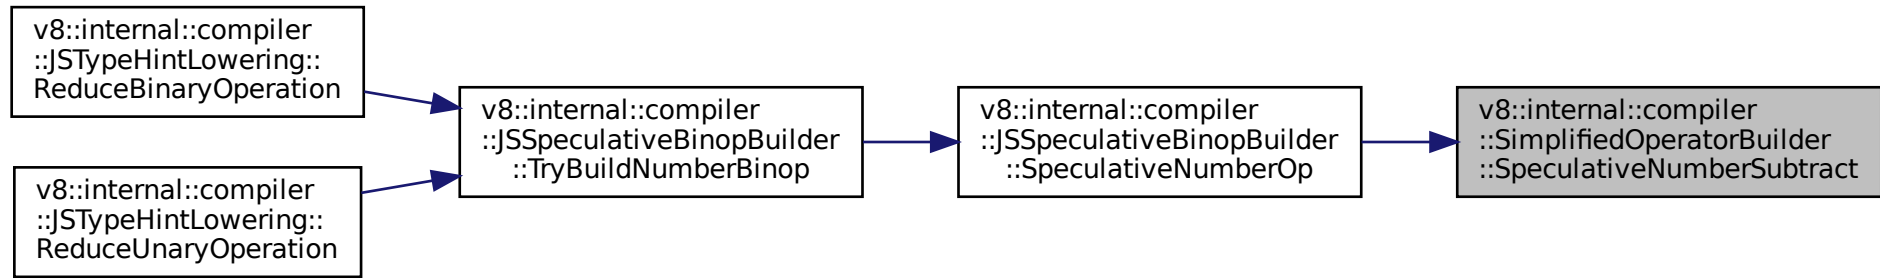 v8::internal::compiler
::JSTypeHintLowering::
ReduceBinaryOperation
v8::internal::compiler
::JSTypeHintLowering::
ReduceUnaryOperation
v8::internal::compiler
::JSSpeculativeBinopBuilder
::TryBuildNumberBinop
v8::internal::compiler
::JSSpeculativeBinopBuilder
::SpeculativeNumberOp
v8::internal::compiler
::SimplifiedOperatorBuilder
::SpeculativeNumberSubtract